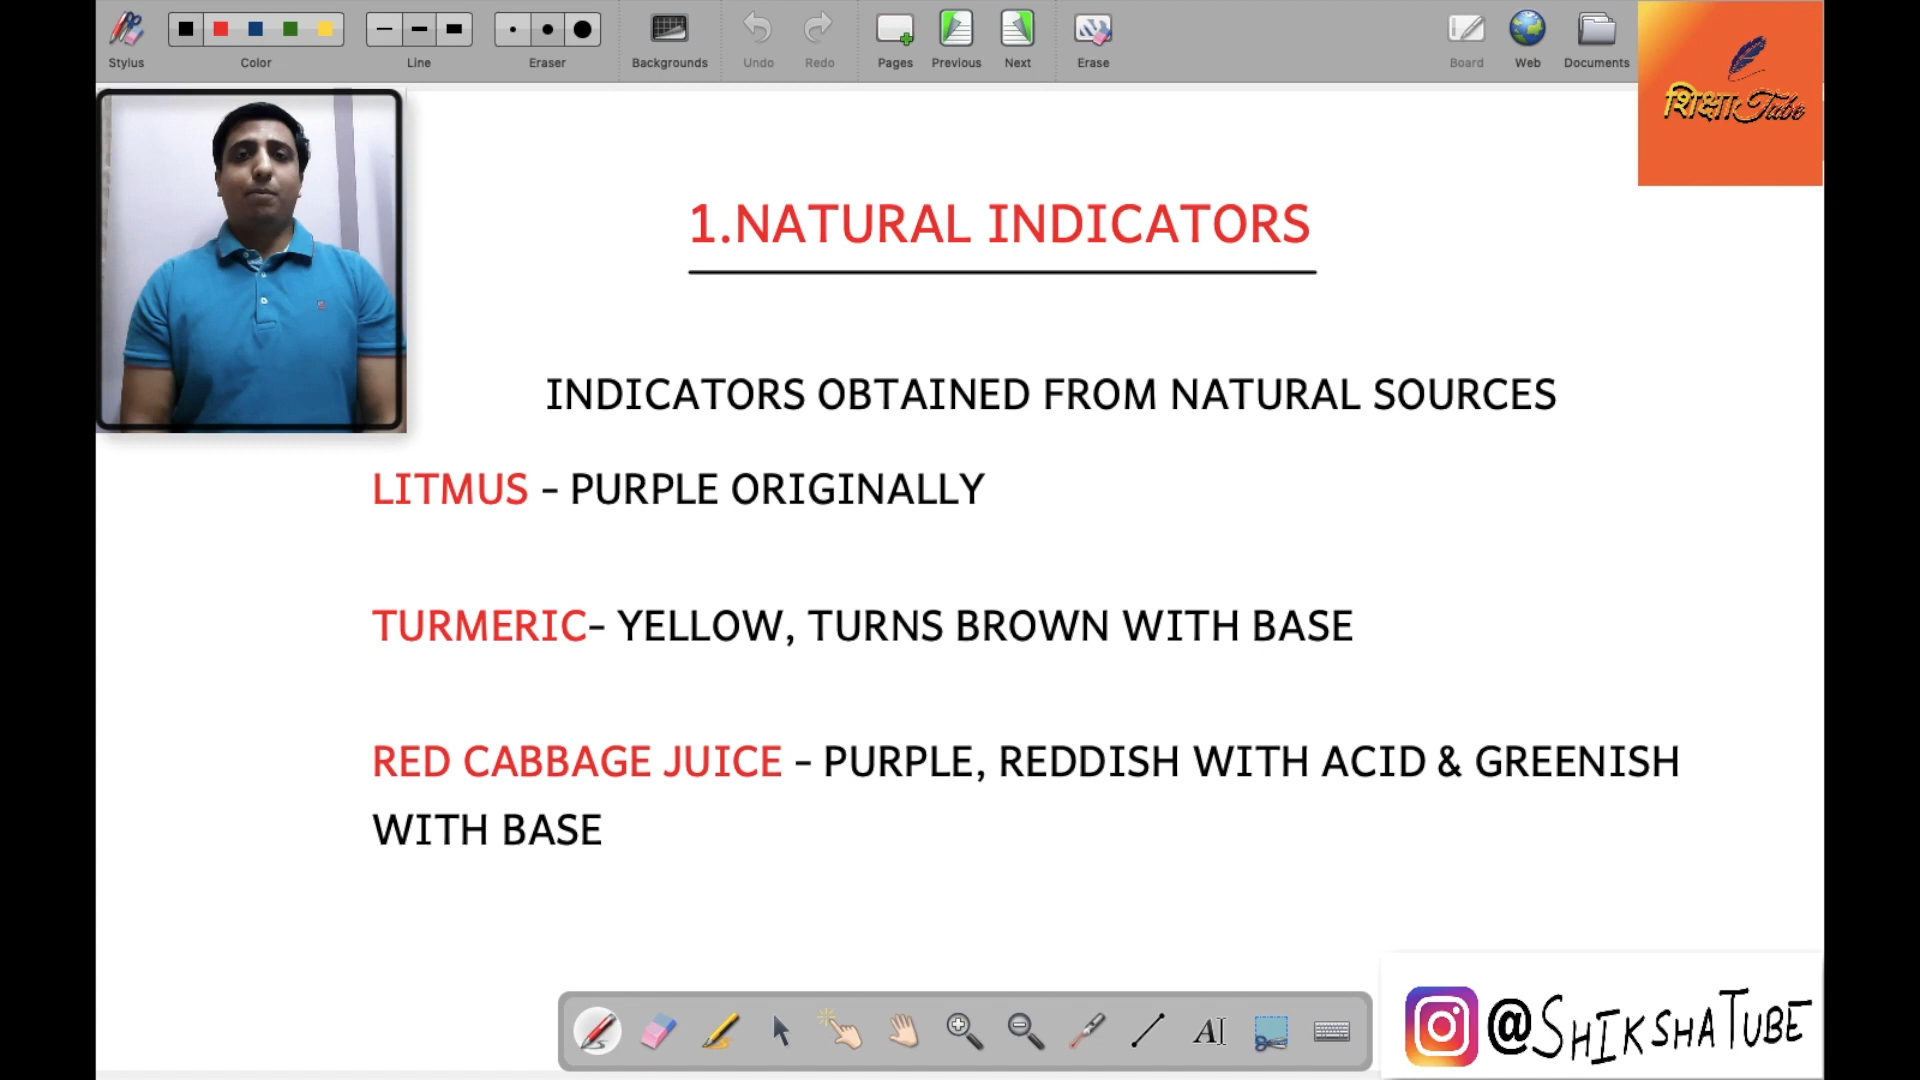 Stylus
Color
Line
Eraser
Backgrounds
Undo
Redo
Pages
Previous
Next
Erase
Board
Web
Documents
शिक्षाTube
1.NATURAL INDICATORS
INDICATORS OBTAINED FROM NATURAL SOURCES
LITMUS - PURPLE ORIGINALLY
TURMERIC- YELLOW, TURNS BROWN WITH BASE
RED CABBAGE JUICE - PURPLE, REDDISH WITH ACID & GREENISH
WITH BASE
AI
@SHIKSHATUBE